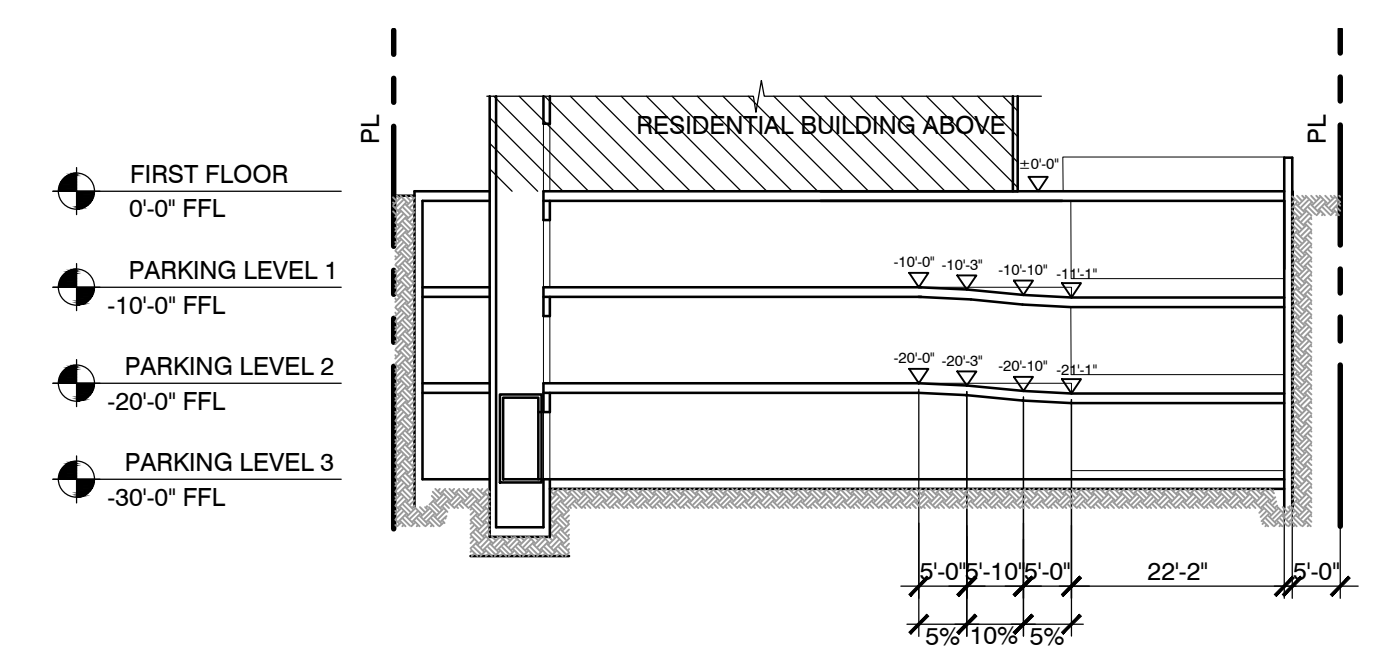 PL
PL
RESIDENTIAL BUILDING ABOVE
±0'-0"
FIRST FLOOR
0'-0" FFL
PARKING LEVEL 1
-10'-0" FFL
-10'-0"
-10'-3"
-10'-10"
-11'-1"
PARKING LEVEL 2
-20'-0" FFL
-20'-0"
-20'-3"
-20'-10"
-21'-1"
PARKING LEVEL 3
-30'-0" FFL
5'-0"
5'-10"
5'-0"
22'-2"
5'-0"
5%
10%
5%